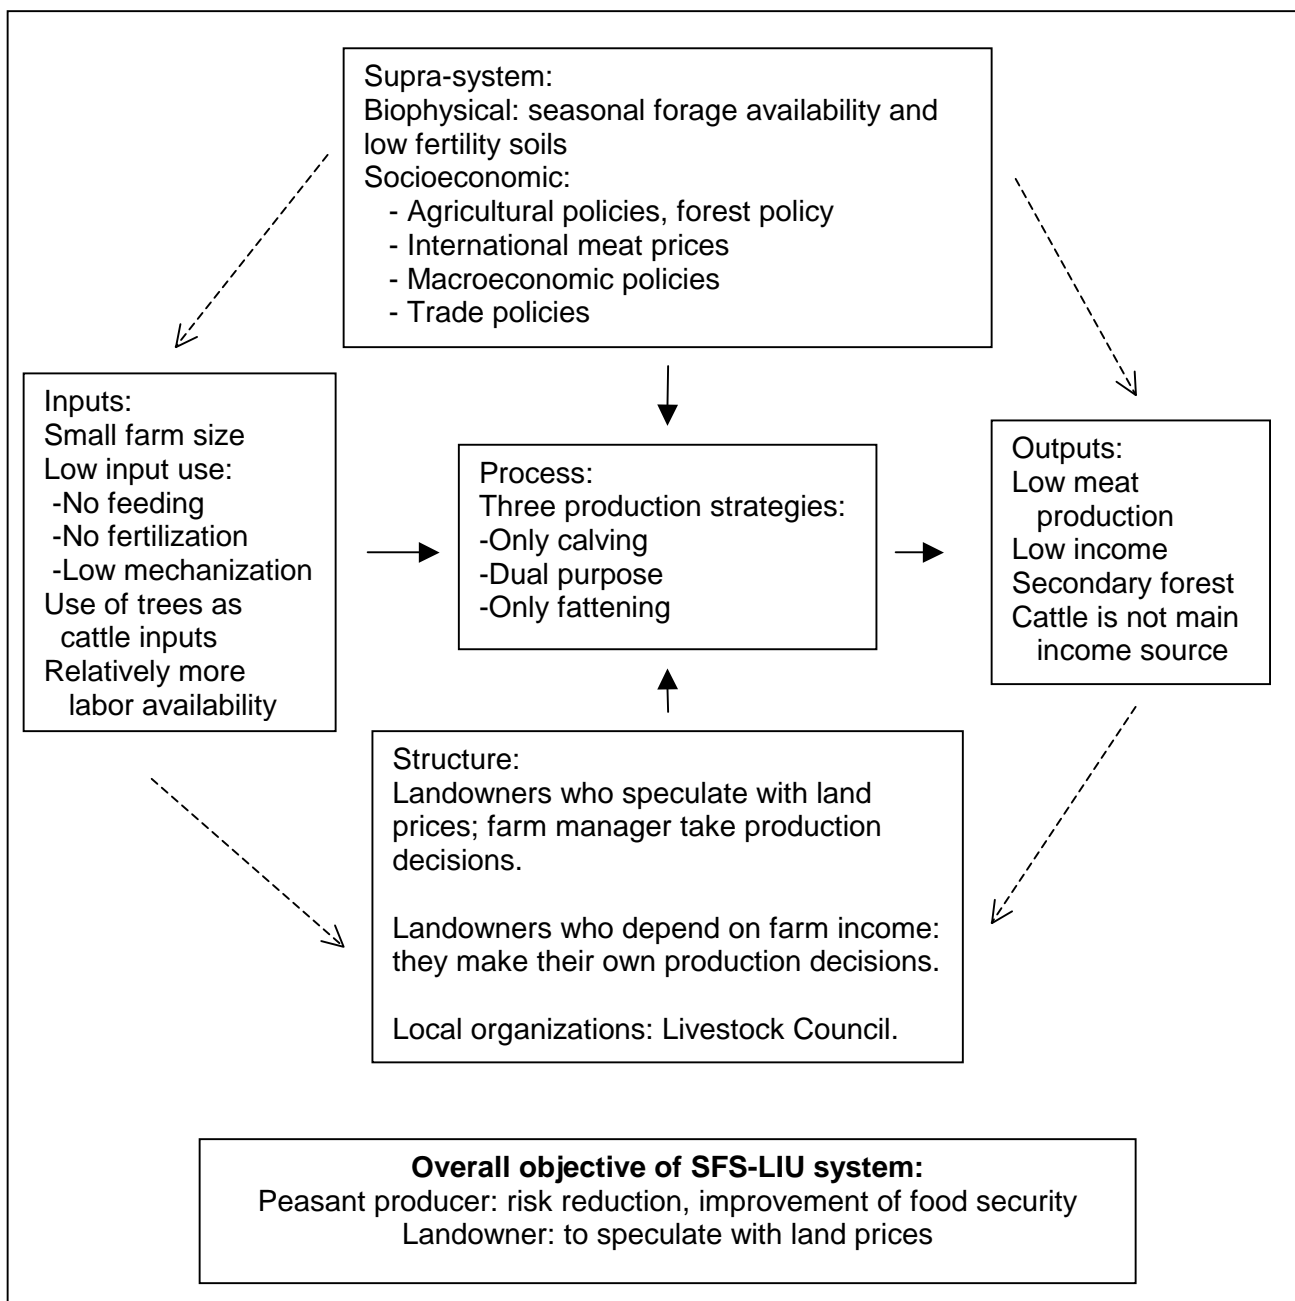 Supra-system:
Biophysical: seasonal forage availability and
low fertility soils
Socioeconomic:
- Agricultural policies, forest policy
- International meat prices
- Macroeconomic policies
- Trade policies
Inputs:
Small farm size
Low input use:
-No feeding
-No fertilization
-Low mechanization
Use of trees as
cattle inputs
Relatively more
labor availability
Process:
Three production strategies:
-Only calving
-Dual purpose
-Only fattening
Outputs:
Low meat
production
Low income
Secondary forest
Cattle is not main
income source
Structure:
Landowners who speculate with land
prices; farm manager take production
decisions.
Landowners who depend on farm income:
they make their own production decisions.
Local organizations: Livestock Council.
Overall objective of SFS-LIU system:
Peasant producer: risk reduction, improvement of food security
Landowner: to speculate with land prices